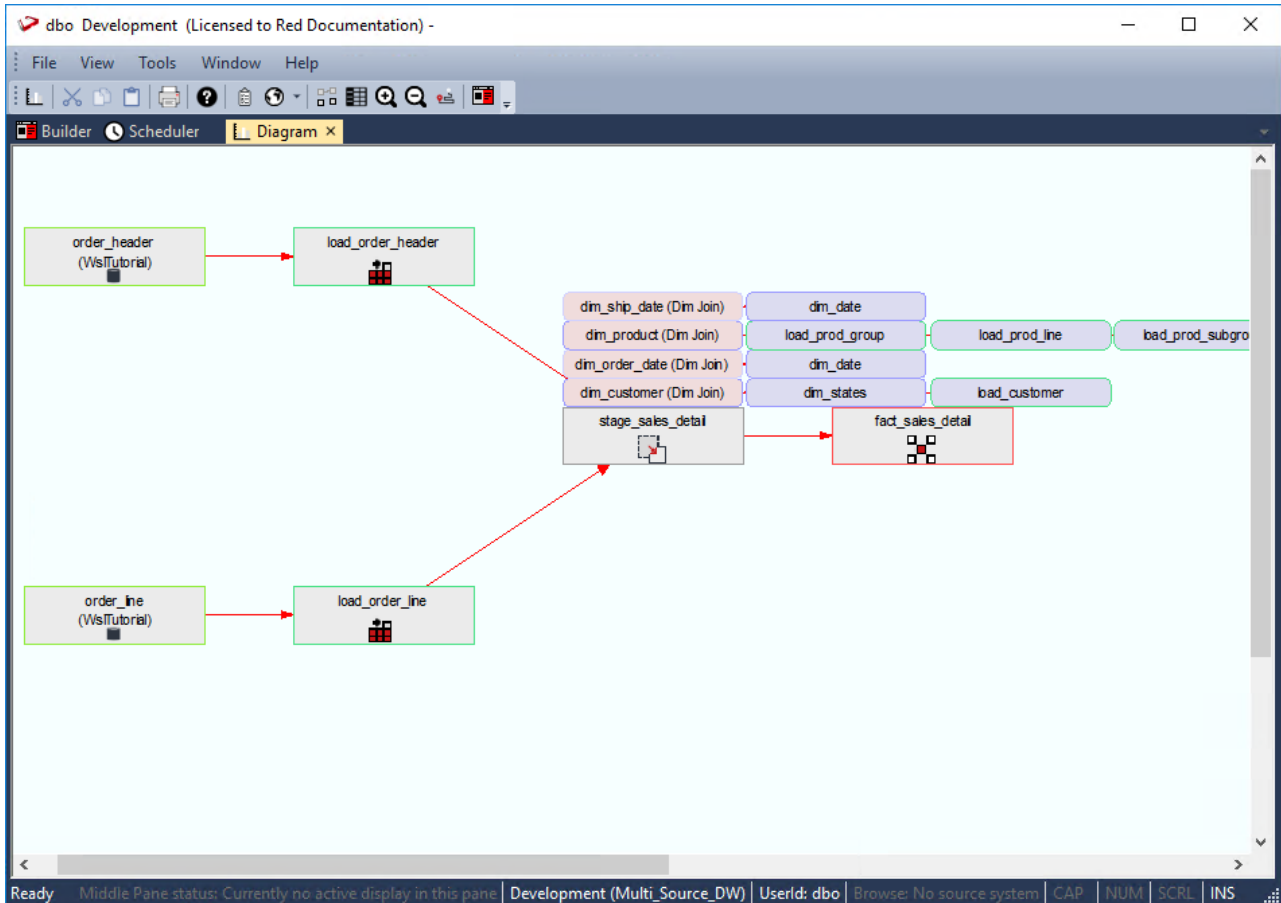 dbo Development (Licensed to Red Documentation) -
File View Tools Window Help
Builder Scheduler Diagram ×
order_header
(WslTutorial)
load_order_header
dim_ship_date (Dim Join) dim_date
dim_product (Dim Join) load_prod_group load_prod_line load_prod_subgro
dim_order_date (Dim Join) dim_date
dim_customer (Dim Join) dim_states load_customer
stage_sales_detail fact_sales_detail
order_line
(WslTutorial)
load_order_line
Ready Middle Pane status: Currently no active display in this pane Development (Multi_Source_DW) UserId: dbo Browse: No source system CAP NUM SCRL INS